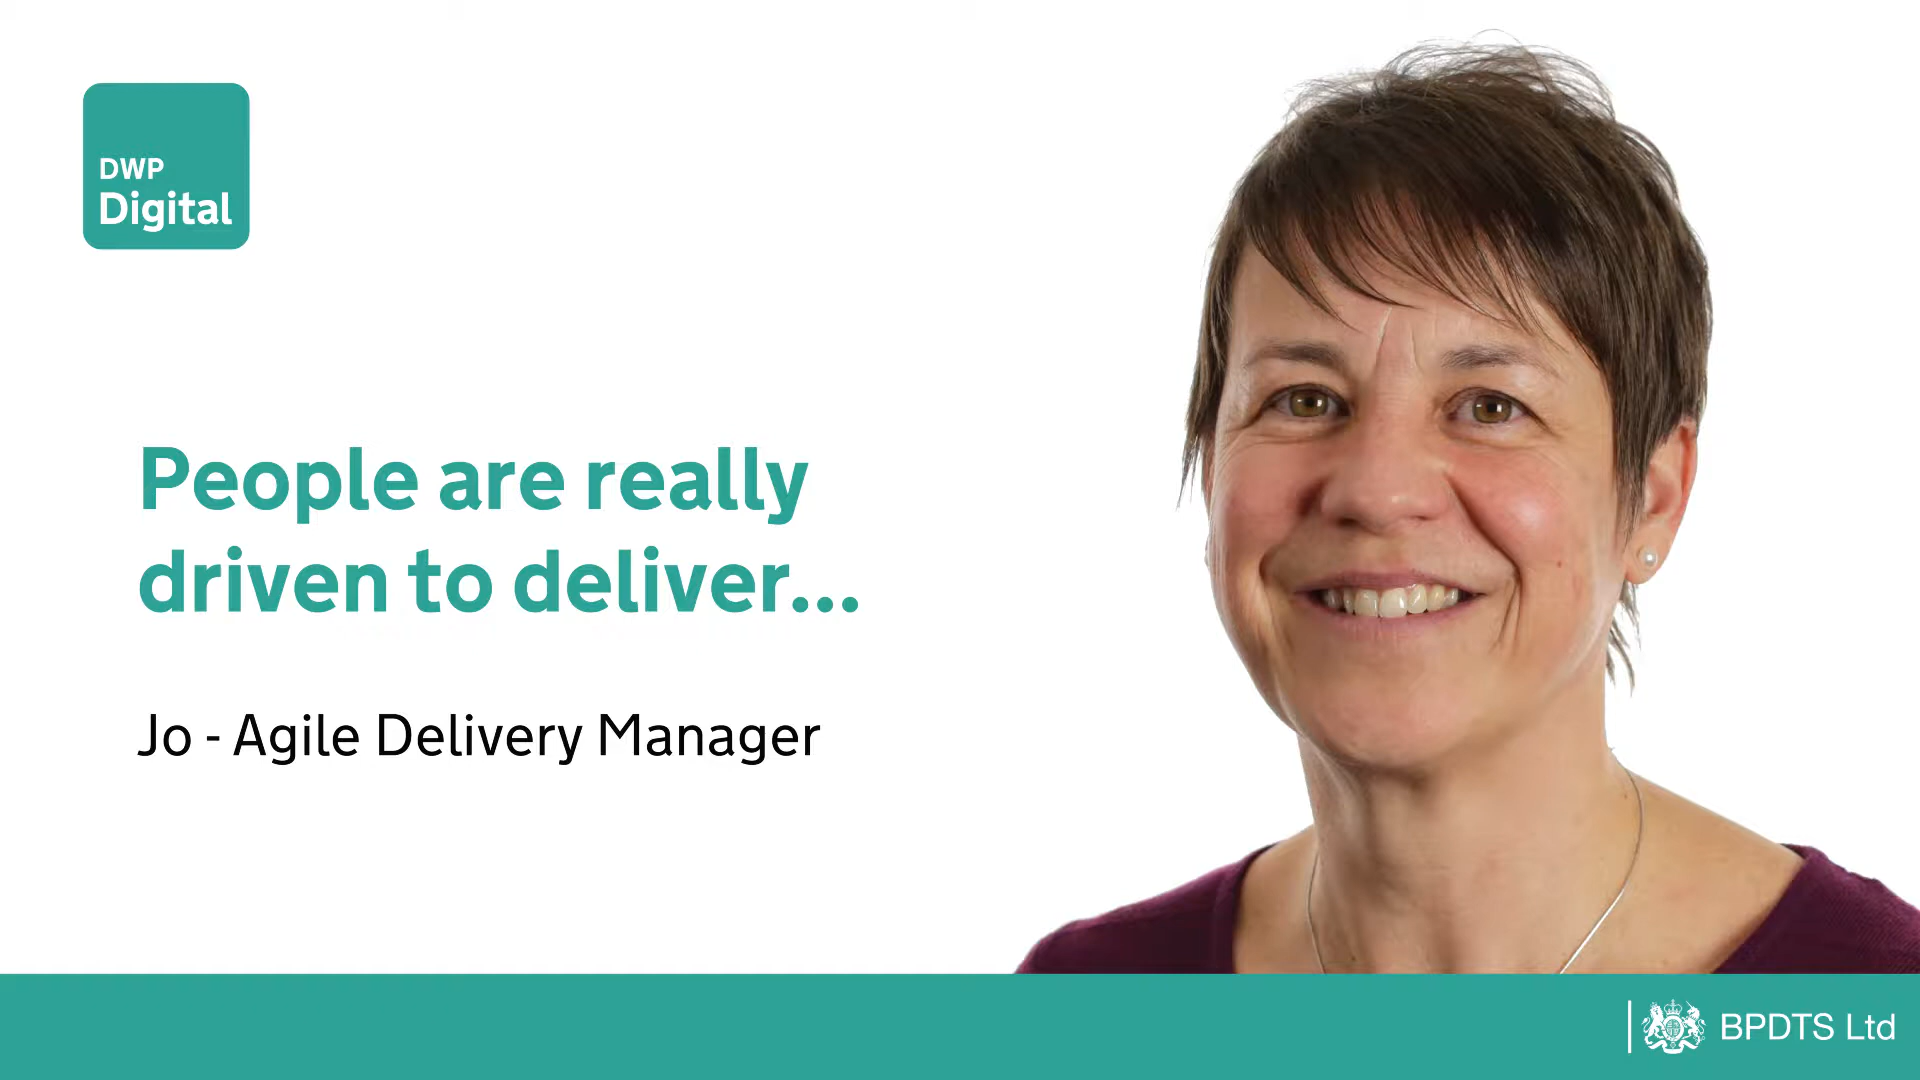 DWP
Digital
People are really
driven to deliver...
Jo - Agile Delivery Manager
BPDTS Ltd